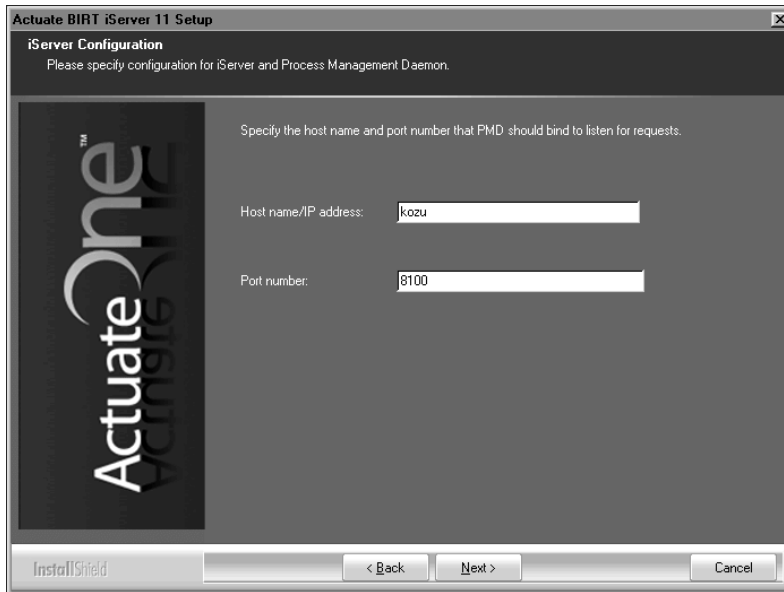 Actuate BIRT iServer 11 Setup
iServer Configuration
Please specify configuration for iServer and Process Management Daemon.
ActuateOne™
Specify the host name and port number that PMD should bind to listen for requests.
Host name/IP address:
kozu
Port number:
8100
InstallShield
< Back
Next >
Cancel